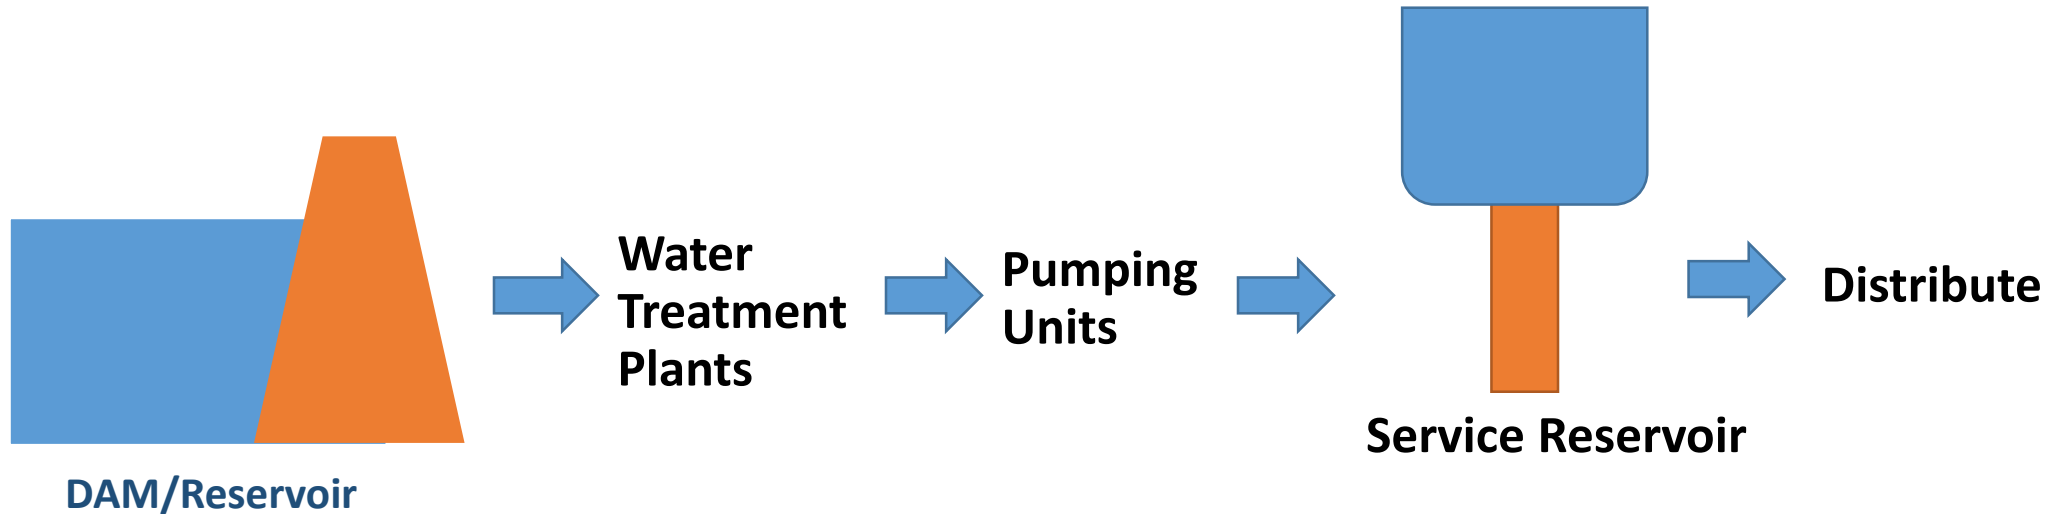 DAM/Reservoir
Water
Treatment
Plants
Pumping
Units
Service Reservoir
Distribute